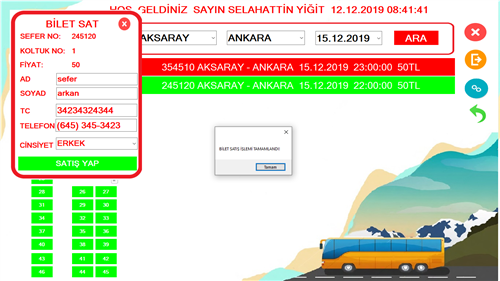 HOŞ GELDİNİZ SAYIN SELAHATTİN YİĞİT 12.12.2019 08:41:41
BİLET SAT
SEFER NO: 245120
KOLTUK NO: 1
FİYAT: 50
AD sefer
SOYAD arkan
TC 34234324344
TELEFON (645) 345-3423
CİNSİYET ERKEK
SATIŞ YAP
AKSARAY ANKARA 15.12.2019 ARA
354510 AKSARAY - ANKARA 15.12.2019 23:00:00 50TL
245120 AKSARAY - ANKARA 15.12.2019 22:00:00 50TL
BİLET SATIŞ İŞLEMİ TAMAMLANDI
Tamam
28 26 27
31 29 30
34 32 33
37 35 36
40 38 39
43 41 42
46 44 45